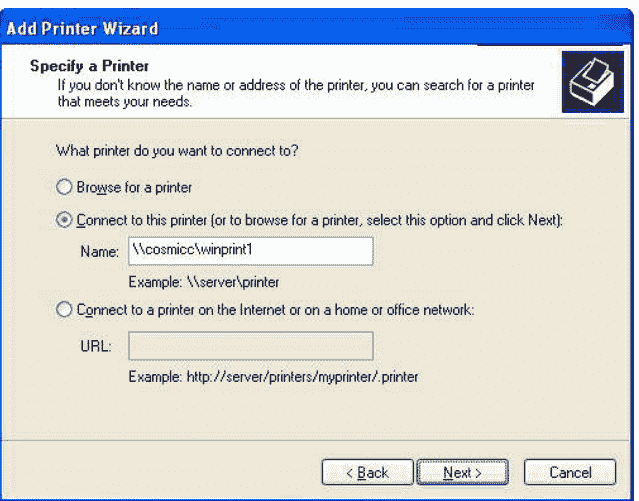 Add Printer Wizard
Specify a Printer
If you don't know the name or address of the printer, you can search for a printer
that meets your needs.
What printer do you want to connect to?
Browse for a printer
Connect to this printer (or to browse for a printer, select this option and click Next):
Name: \\cosmicc\winprint1
Example: \\server\printer
Connect to a printer on the Internet or on a home or office network:
URL:
Example: http://server/printers/myprinter/.printer
< Back Next > Cancel